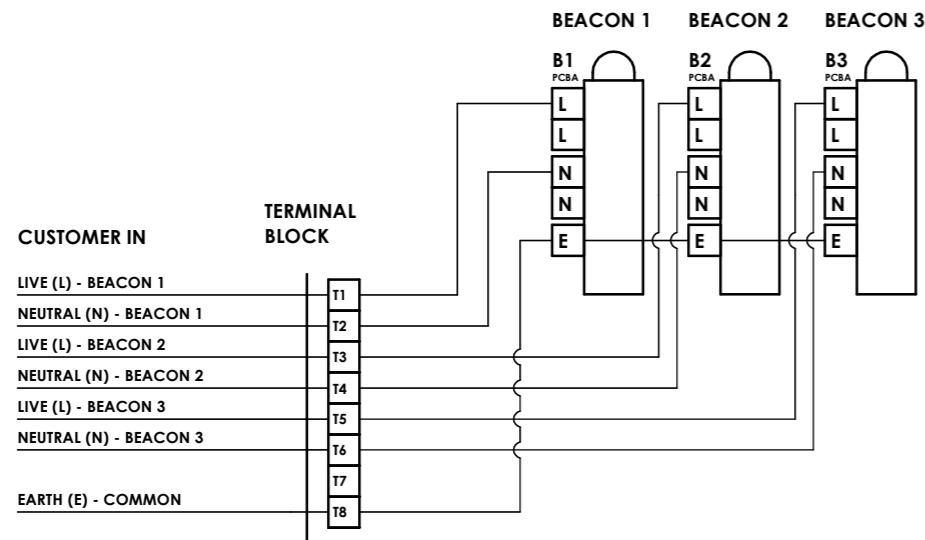 BEACON 1 BEACON 2 BEACON 3
B1 B2 B3
PCBA PCBA PCBA
L L L
L L L
N N N
N N N
E E E
TERMINAL
BLOCK
CUSTOMER IN
LIVE (L) - BEACON 1 T1
NEUTRAL (N) - BEACON 1 T2
LIVE (L) - BEACON 2 T3
NEUTRAL (N) - BEACON 2 T4
LIVE (L) - BEACON 3 T5
NEUTRAL (N) - BEACON 3 T6
T7
EARTH (E) - COMMON T8